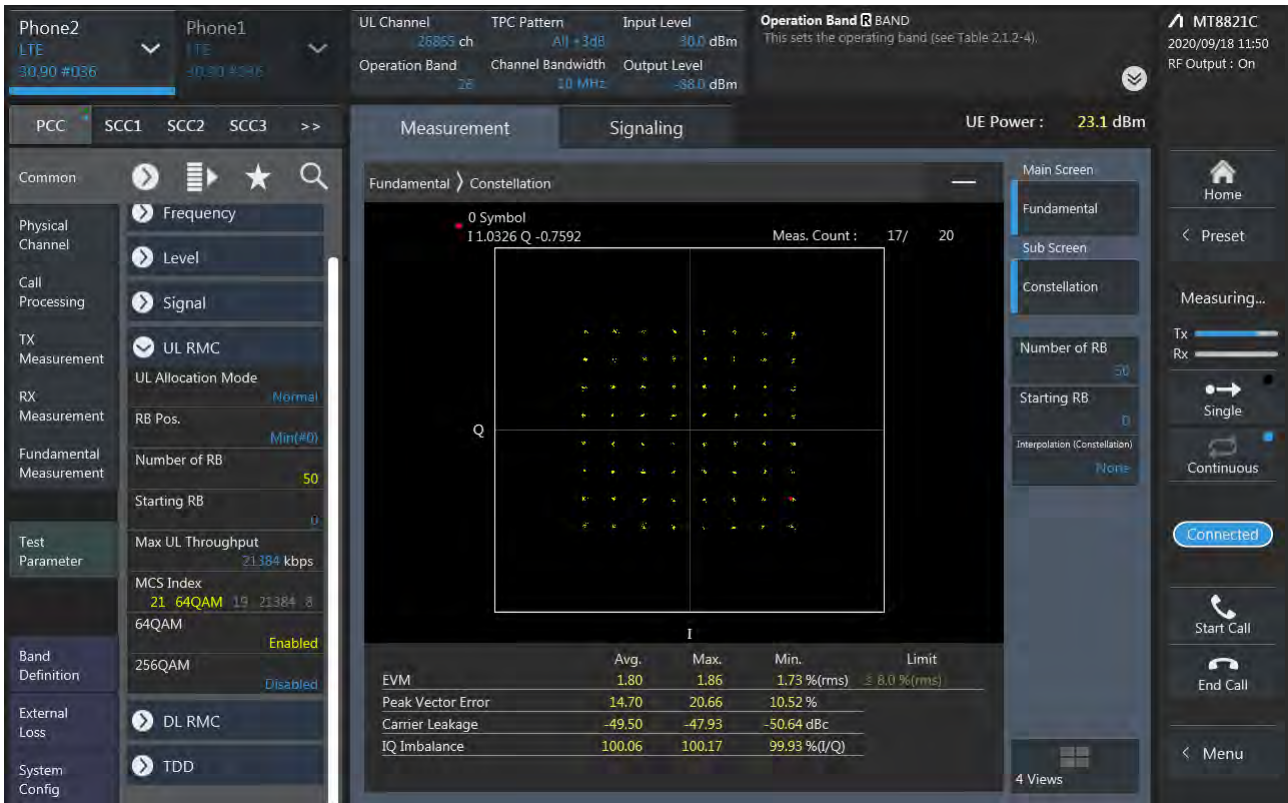 Phone2
LTE
30.90 #036
Phone1
LTE
30.90 #036
UL Channel
26865 ch
TPC Pattern
All +3dB
Input Level
30.0 dBm
Operation Band
26
Channel Bandwidth
10 MHz
Output Level
-88.0 dBm
Operation Band R BAND
This sets the operating band (see Table 2.1.2-4).
MT8821C
2020/09/18 11:50
RF Output : On
PCC SCC1 SCC2 SCC3 >>
Measurement
Signaling
UE Power : 23.1 dBm
Common
Physical
Channel
Call
Processing
TX
Measurement
RX
Measurement
Fundamental
Measurement
Test
Parameter
Band
Definition
External
Loss
System
Config
Frequency
Level
Signal
UL RMC
UL Allocation Mode
Normal
RB Pos.
Min(#0)
Number of RB
50
Starting RB
0
Max UL Throughput
21384 kbps
MCS Index
21 64QAM 19 21384 8
64QAM
Enabled
256QAM
Disabled
DL RMC
TDD
Fundamental 〉 Constellation
0 Symbol
I 1.0326 Q -0.7592
Meas. Count : 17/ 20
Q
I
Avg. Max. Min. Limit
EVM 1.80 1.86 1.73 %(rms) ≤ 8.0 %(rms)
Peak Vector Error 14.70 20.66 10.52 %
Carrier Leakage -49.50 -47.93 -50.64 dBc
IQ Imbalance 100.06 100.17 99.93 %(I/Q)
Main Screen
Fundamental
Sub Screen
Constellation
Number of RB
50
Starting RB
0
Interpolation (Constellation)
None
4 Views
Home
< Preset
Measuring...
Tx
Rx
Single
Continuous
Connected
Start Call
End Call
< Menu